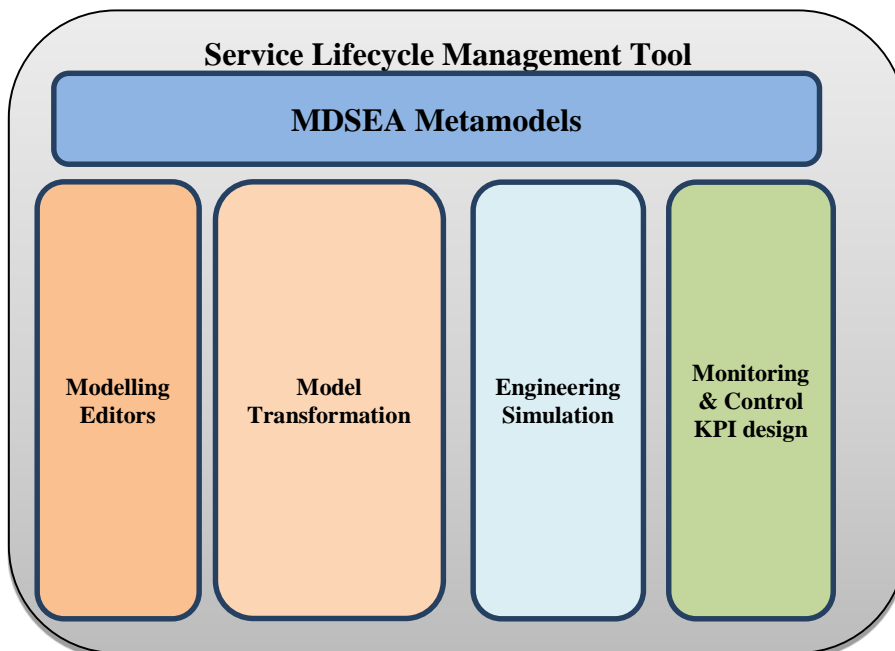 Service Lifecycle Management Tool
MDSEA Metamodels
Modelling
Editors
Model
Transformation
Engineering
Simulation
Monitoring
& Control
KPI design